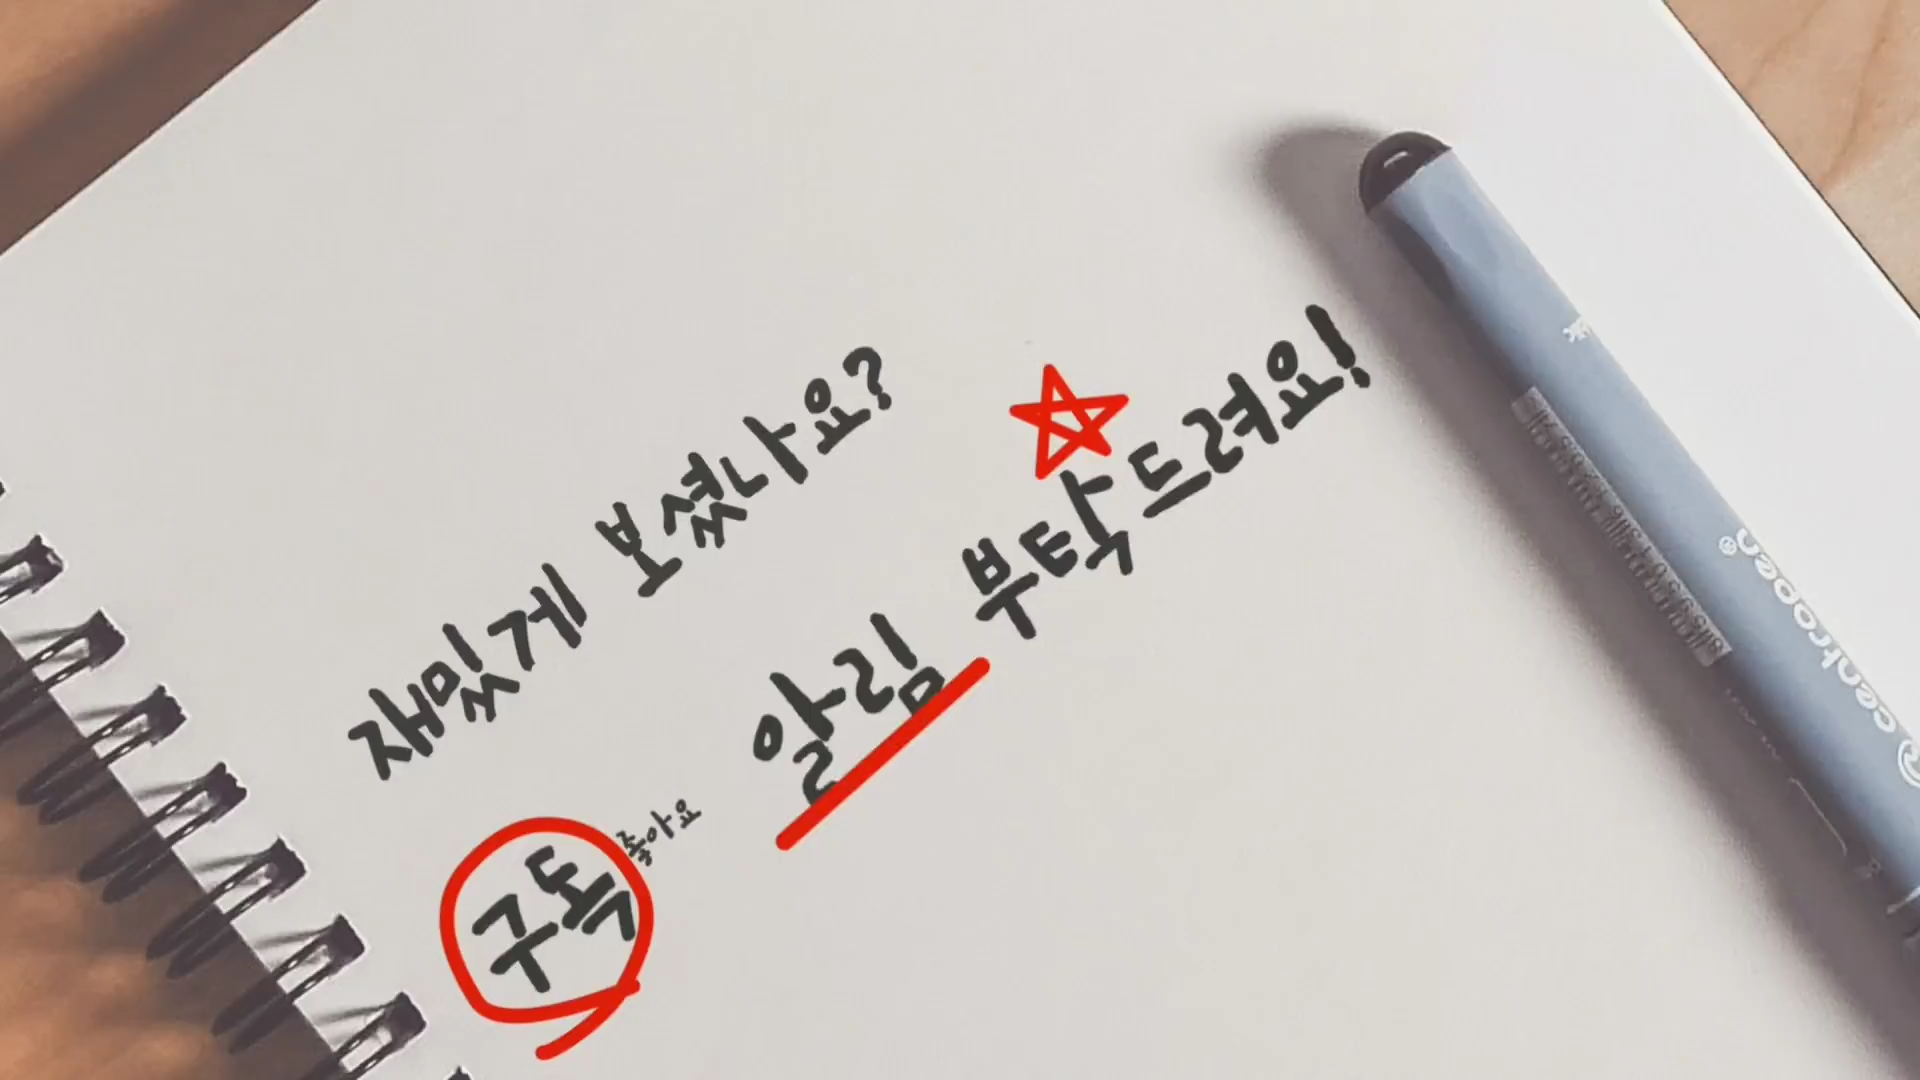 재밌게 보셨나요?
구독 좋아요 알림 부탁드려요!
centropen